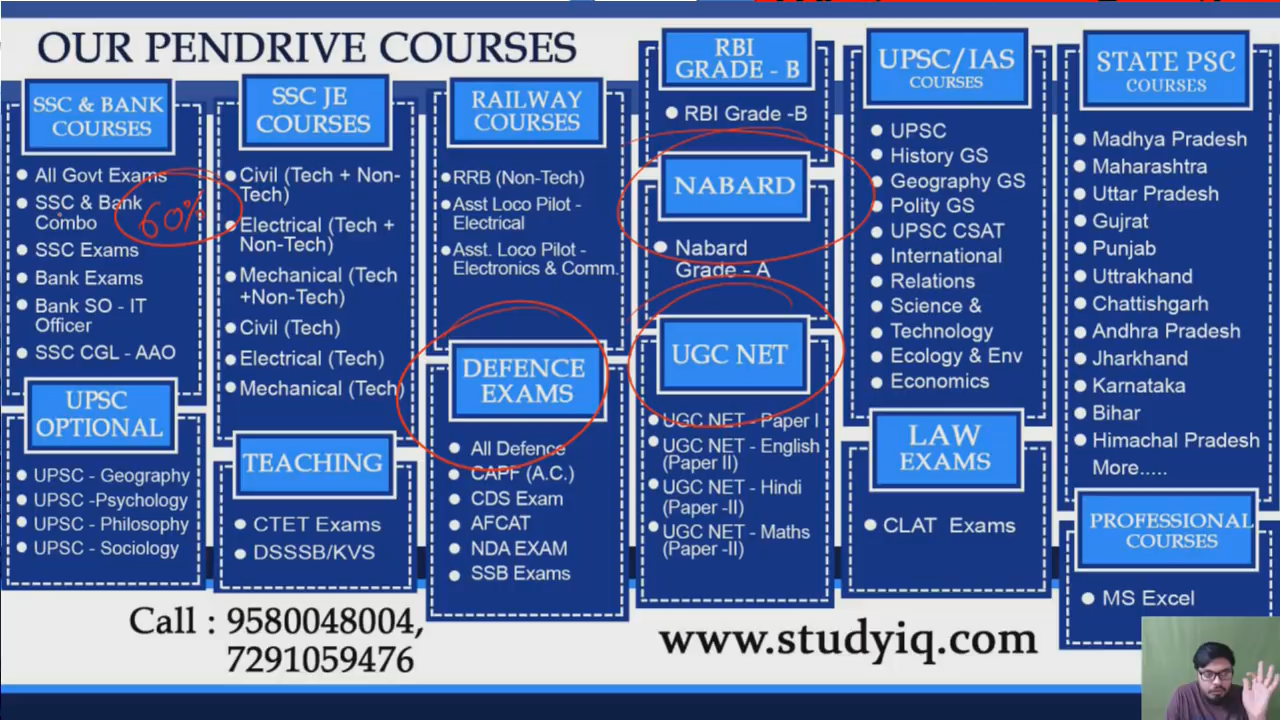 OUR PENDRIVE COURSES
SSC & BANK
COURSES
All Govt Exams
SSC & Bank
Combo
60%
SSC Exams
Bank Exams
Bank SO - IT
Officer
SSC CGL - AAO
UPSC
OPTIONAL
UPSC - Geography
UPSC -Psychology
UPSC - Philosophy
UPSC - Sociology
SSC JE
COURSES
Civil (Tech + Non-
Tech)
Electrical (Tech +
Non-Tech)
Mechanical (Tech
+Non-Tech)
Civil (Tech)
Electrical (Tech)
Mechanical (Tech)
TEACHING
CTET Exams
DSSSB/KVS
RAILWAY
COURSES
RRB (Non-Tech)
Asst Loco Pilot -
Electrical
Asst. Loco Pilot -
Electronics & Comm.
DEFENCE
EXAMS
All Defence
CAPF (A.C.)
CDS Exam
AFCAT
NDA EXAM
SSB Exams
RBI
GRADE - B
RBI Grade -B
NABARD
Nabard
Grade - A
UGC NET
UGC NET - Paper I
UGC NET - English
(Paper II)
UGC NET - Hindi
(Paper -II)
UGC NET - Maths
(Paper -II)
UPSC/IAS
COURSES
UPSC
History GS
Geography GS
Polity GS
UPSC CSAT
International
Relations
Science &
Technology
Ecology & Env
Economics
LAW
EXAMS
CLAT Exams
STATE PSC
COURSES
Madhya Pradesh
Maharashtra
Uttar Pradesh
Gujrat
Punjab
Uttrakhand
Chattishgarh
Andhra Pradesh
Jharkhand
Karnataka
Bihar
Himachal Pradesh
More.....
PROFESSIONAL
COURSES
MS Excel
Call : 9580048004,
7291059476
www.studyiq.com